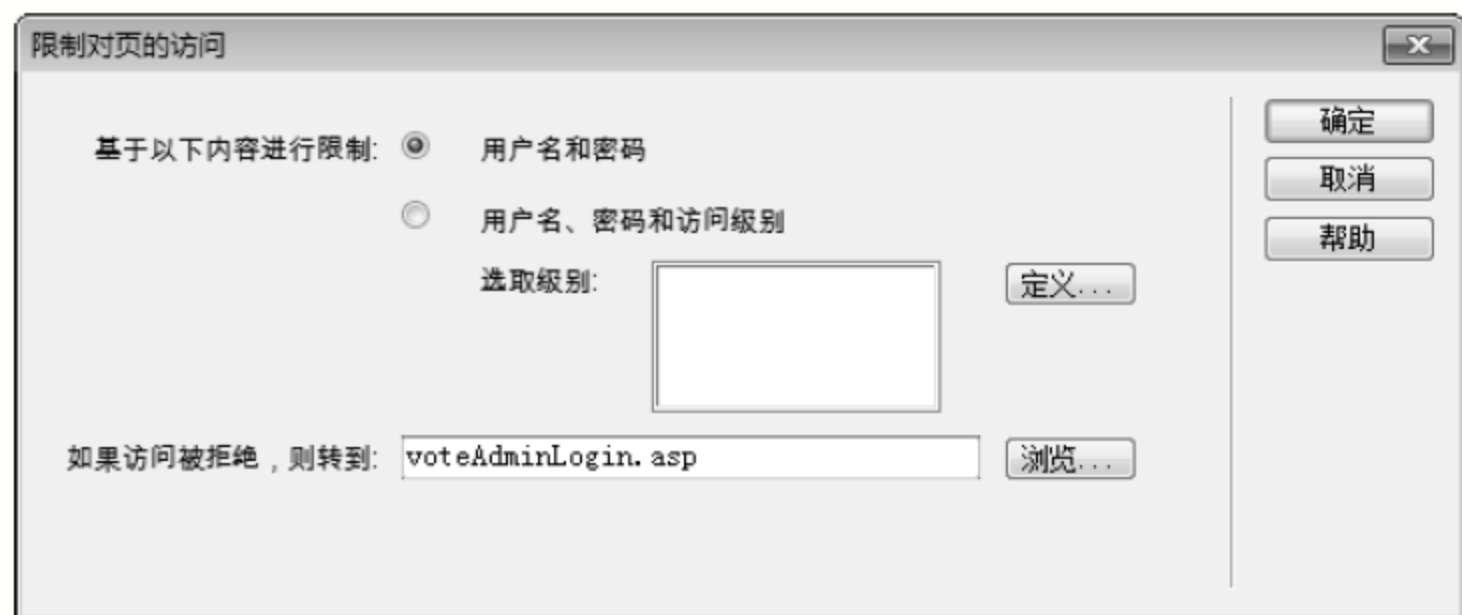 限制对页的访问
基于以下内容进行限制: 用户名和密码
确定
取消
用户名、密码和访问级别
帮助
选取级别: 定义...
如果访问被拒绝，则转到: voteAdminLogin.asp 浏览...